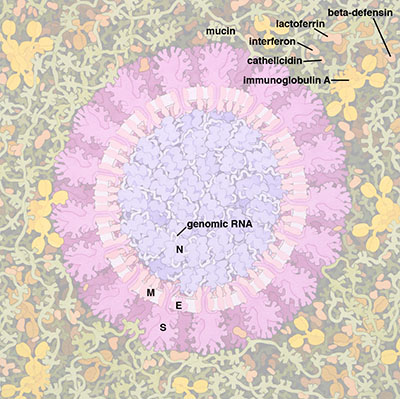 beta-defensin
lactoferrin
mucin
interferon
cathelicidin
immunoglobulin A
genomic RNA
N
M
E
S